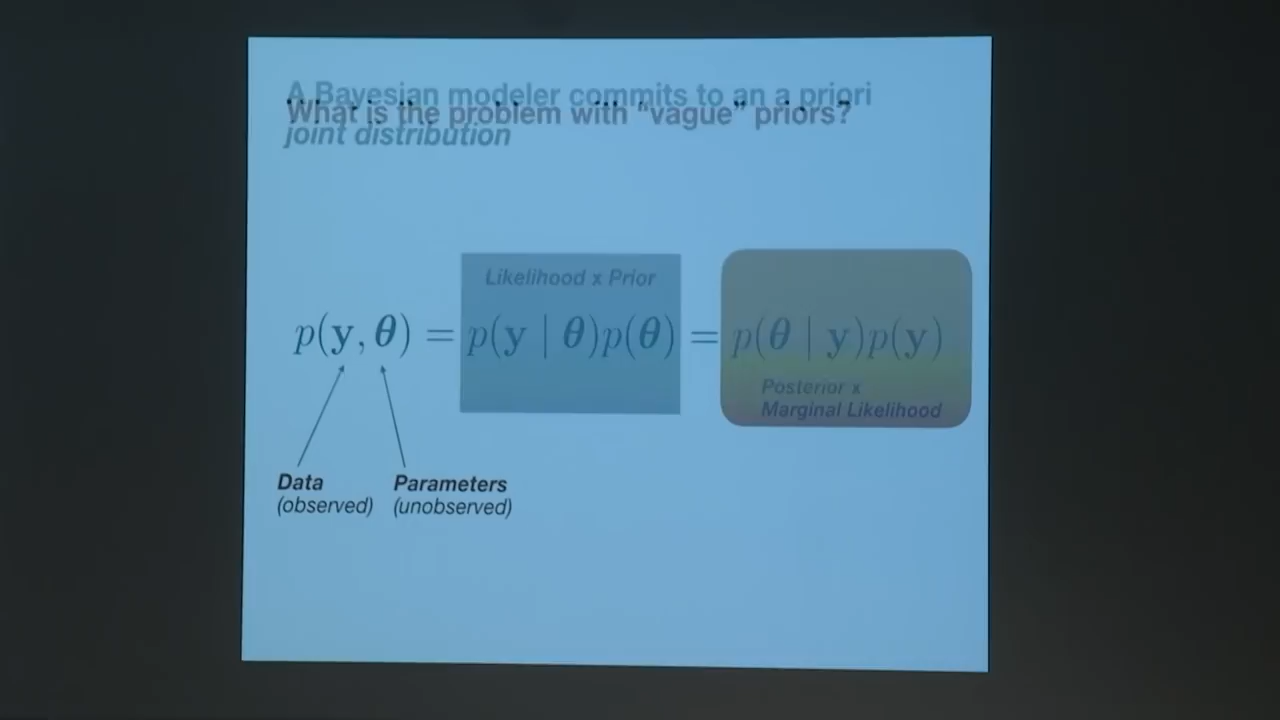 A Bayesian modeler commits to an a priori
joint distribution
What is the problem with "vague" priors?
Likelihood x Prior
p(y, θ) = p(y | θ)p(θ) = p(θ | y)p(y)
Posterior x
Marginal Likelihood
Data
(observed)
Parameters
(unobserved)